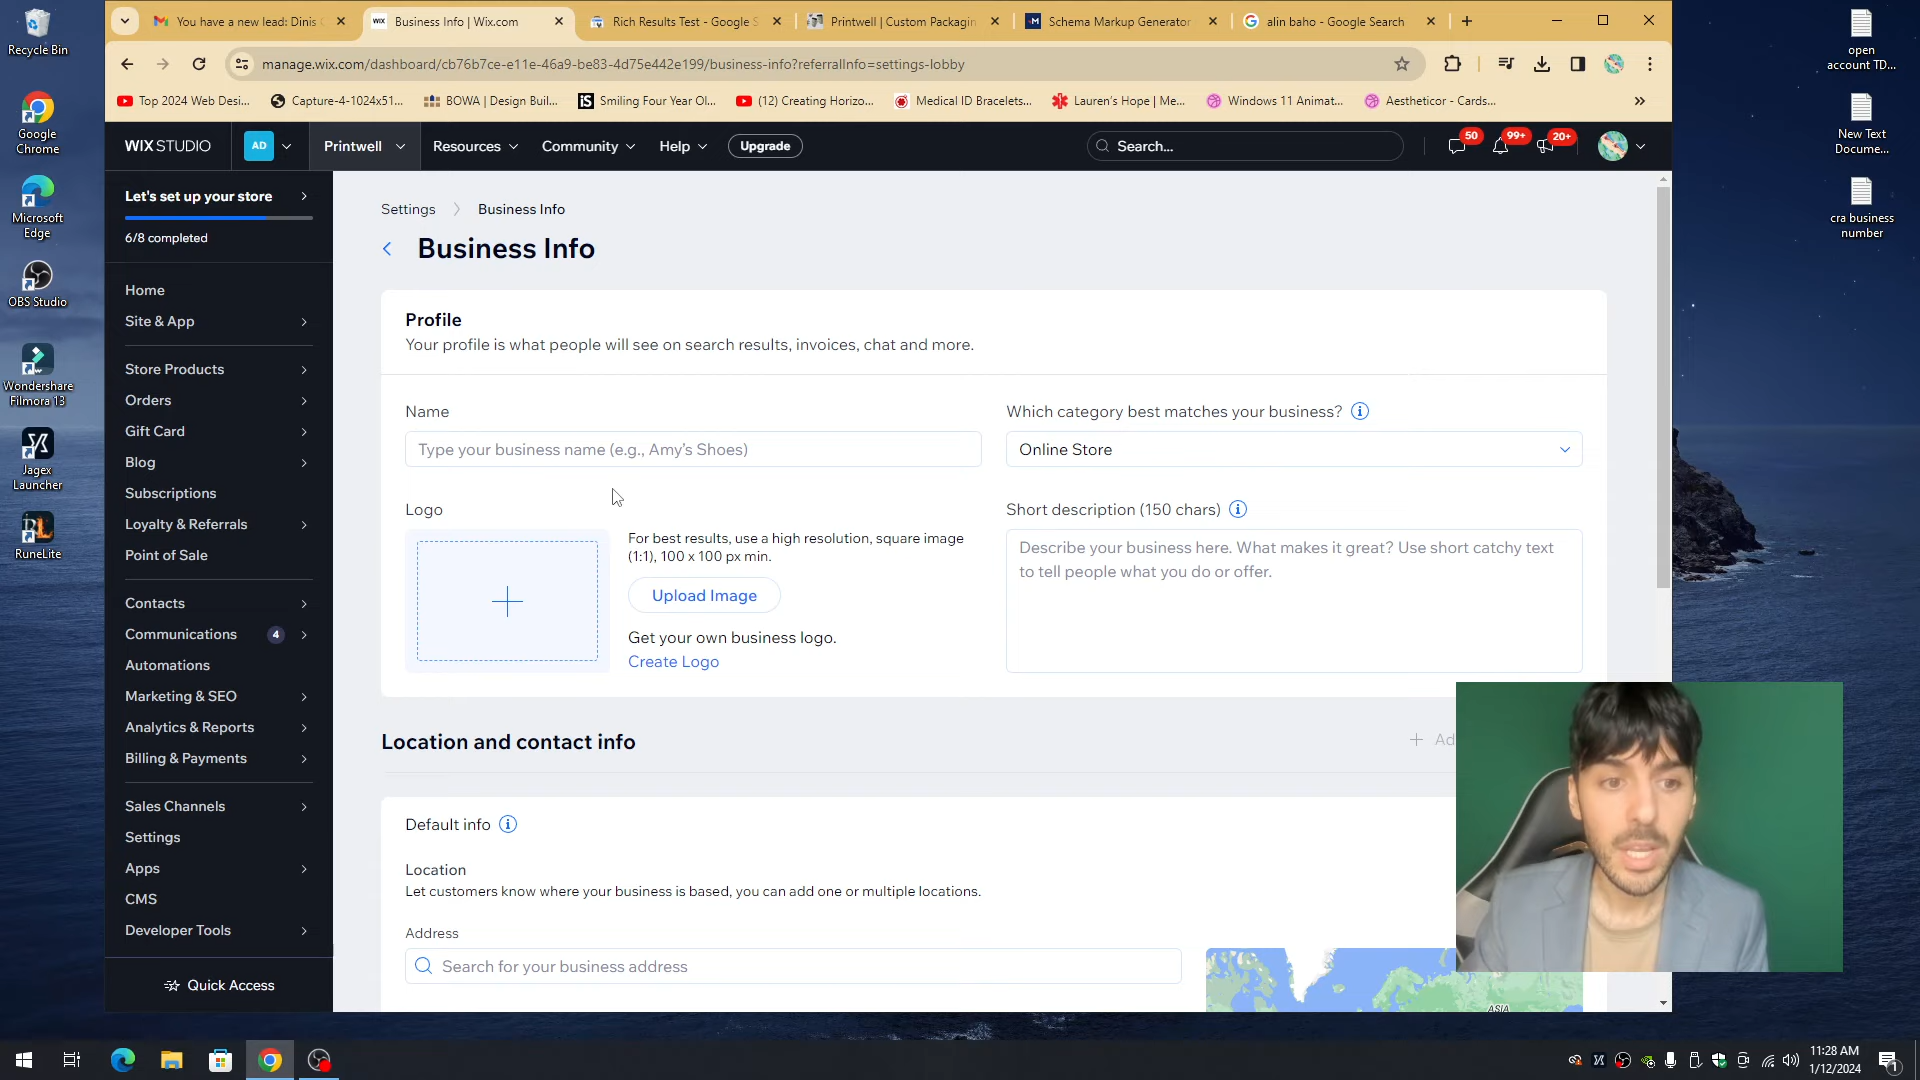 You have a new lead: Dinis
Business Info | Wix.com
Rich Results Test - Google S
Printwell | Custom Packagin
Schema Markup Generator
alin baho - Google Search
manage.wix.com/dashboard/cb76b7ce-e11e-46a9-be83-4d75e442e199/business-info?referralInfo=settings-lobby
Top 2024 Web Desi...
Capture-4-1024x51...
BOWA | Design Buil...
Smiling Four Year Ol...
(12) Creating Horizo...
Medical ID Bracelets...
Lauren's Hope | Me...
Windows 11 Animat...
Aestheticor - Cards...
WIX STUDIO
AD
Printwell
Resources
Community
Help
Upgrade
Search...
50
99+
20+
Let's set up your store
6/8 completed
Home
Site & App
Store Products
Orders
Gift Card
Blog
Subscriptions
Loyalty & Referrals
Point of Sale
Contacts
Communications 4
Automations
Marketing & SEO
Analytics & Reports
Billing & Payments
Sales Channels
Settings
Apps
CMS
Developer Tools
Quick Access
Settings > Business Info
Business Info
Profile
Your profile is what people will see on search results, invoices, chat and more.
Name
Type your business name (e.g., Amy's Shoes)
Which category best matches your business?
Online Store
Logo
For best results, use a high resolution, square image
(1:1), 100 x 100 px min.
Upload Image
Get your own business logo.
Create Logo
Short description (150 chars)
Describe your business here. What makes it great? Use short catchy text
to tell people what you do or offer.
Location and contact info
+ Ad
Default info
Location
Let customers know where your business is based, you can add one or multiple locations.
Address
Search for your business address
ASIA
Recycle Bin
Google
Chrome
Microsoft
Edge
OBS Studio
Wondershare
Filmora 13
Jagex
Launcher
RuneLite
open
account TD...
New Text
Docume...
cra business
number
11:28 AM
1/12/2024
1